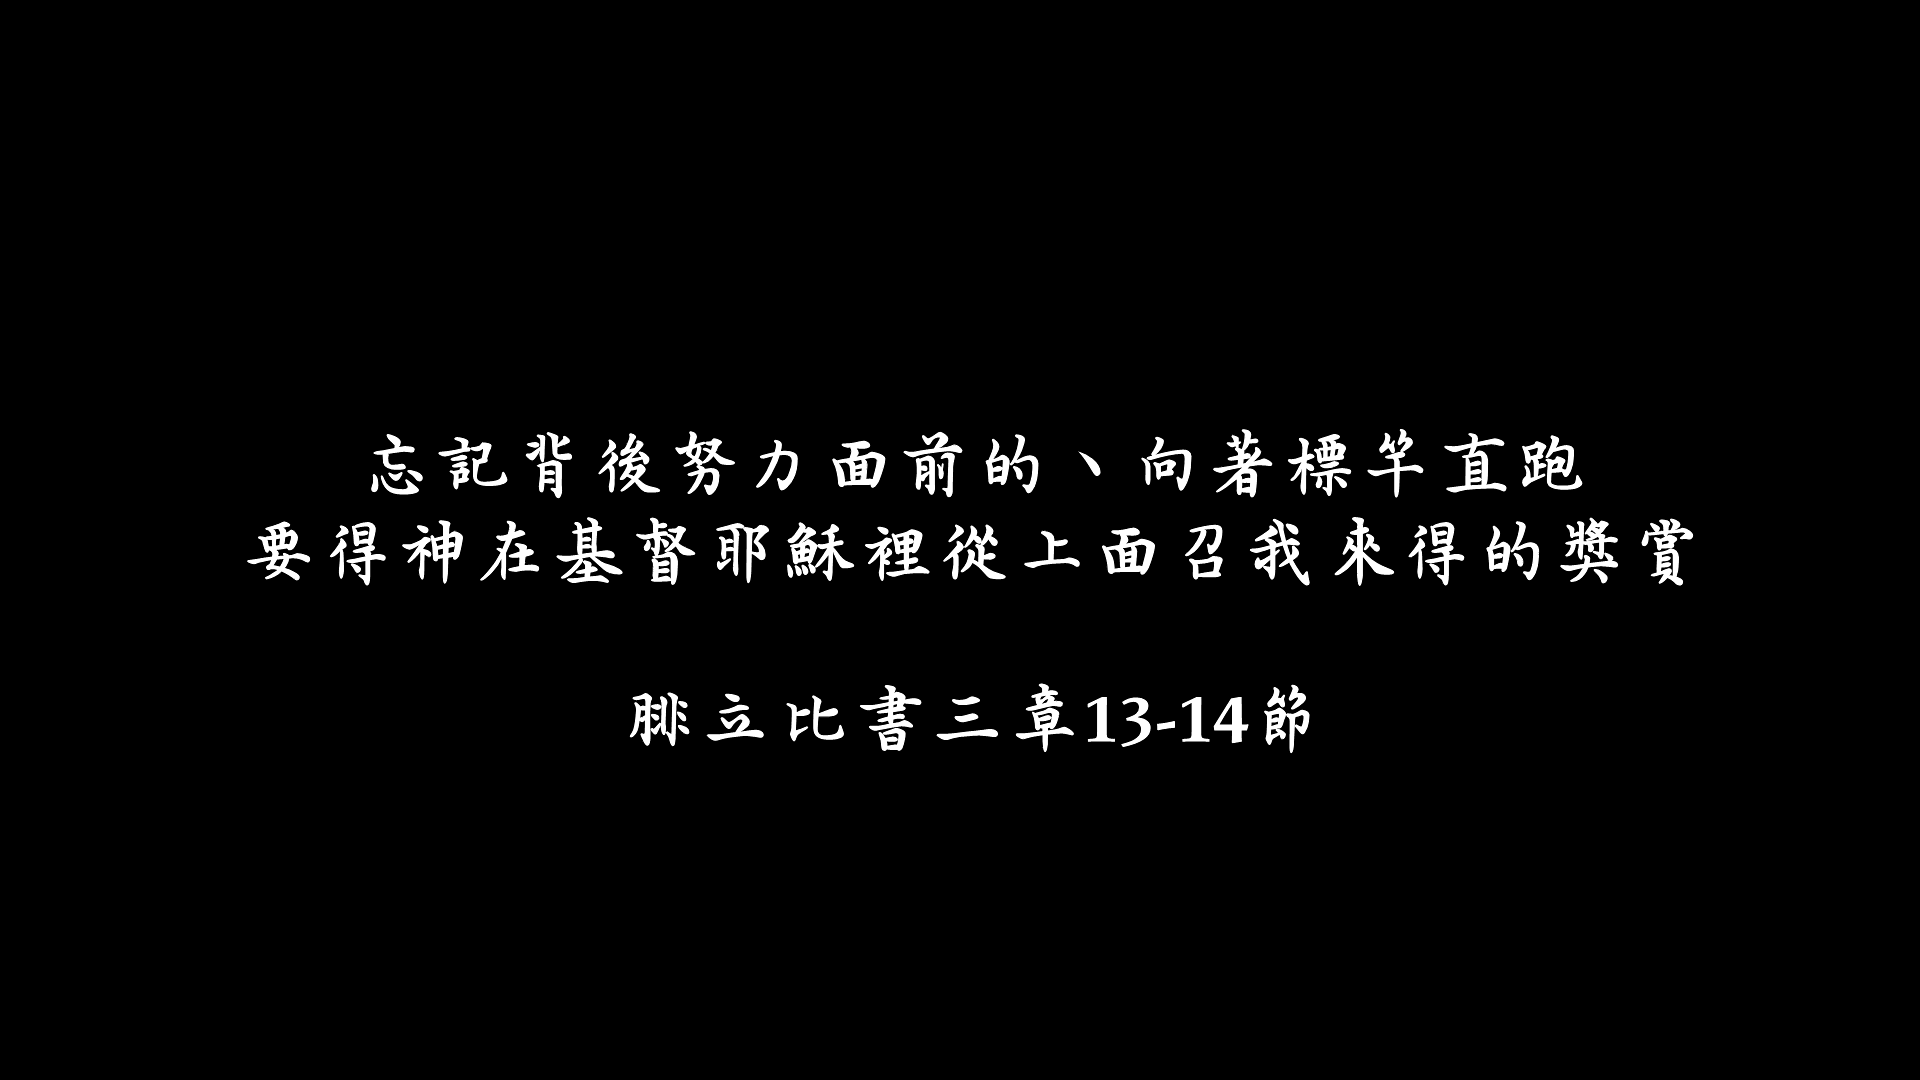 忘記背後努力面前的、向著標竿直跑
要得神在基督耶穌裡從上面召我來得的獎賞
腓立比書三章13-14節